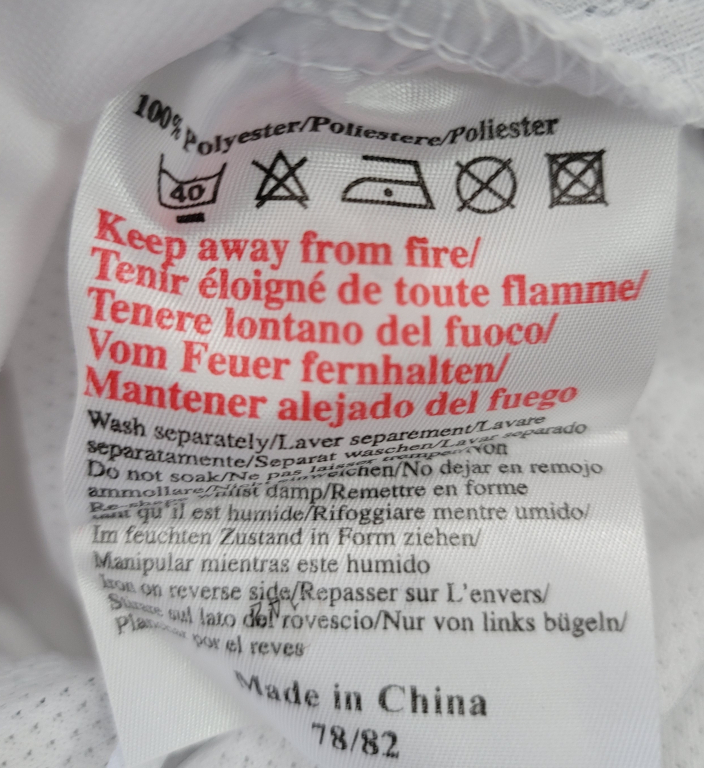 100% Polyester/Poliestere/Poliester
40
Keep away from fire/
Tenir éloigné de toute flamme/
Tenere lontano del fuoco/
Vom Feuer fernhalten/
Mantener alejado del fuego
Wash separately/Laver separement/Lavare
separatamente/Separat waschen/Lavar separado
Do not soak/Ne pas laisser
No dejar en remojo
damp/Remettre en forme
qu'il est humide/Rifoggiare mentre umido/
Im feuchten Zustand in Form ziehen/
Manipular mientras este humido
Iron on reverse side/Repasser sur L'envers/
sul lato del rovescio/Nur von links bügeln/
por el reves
Made in China
78/82